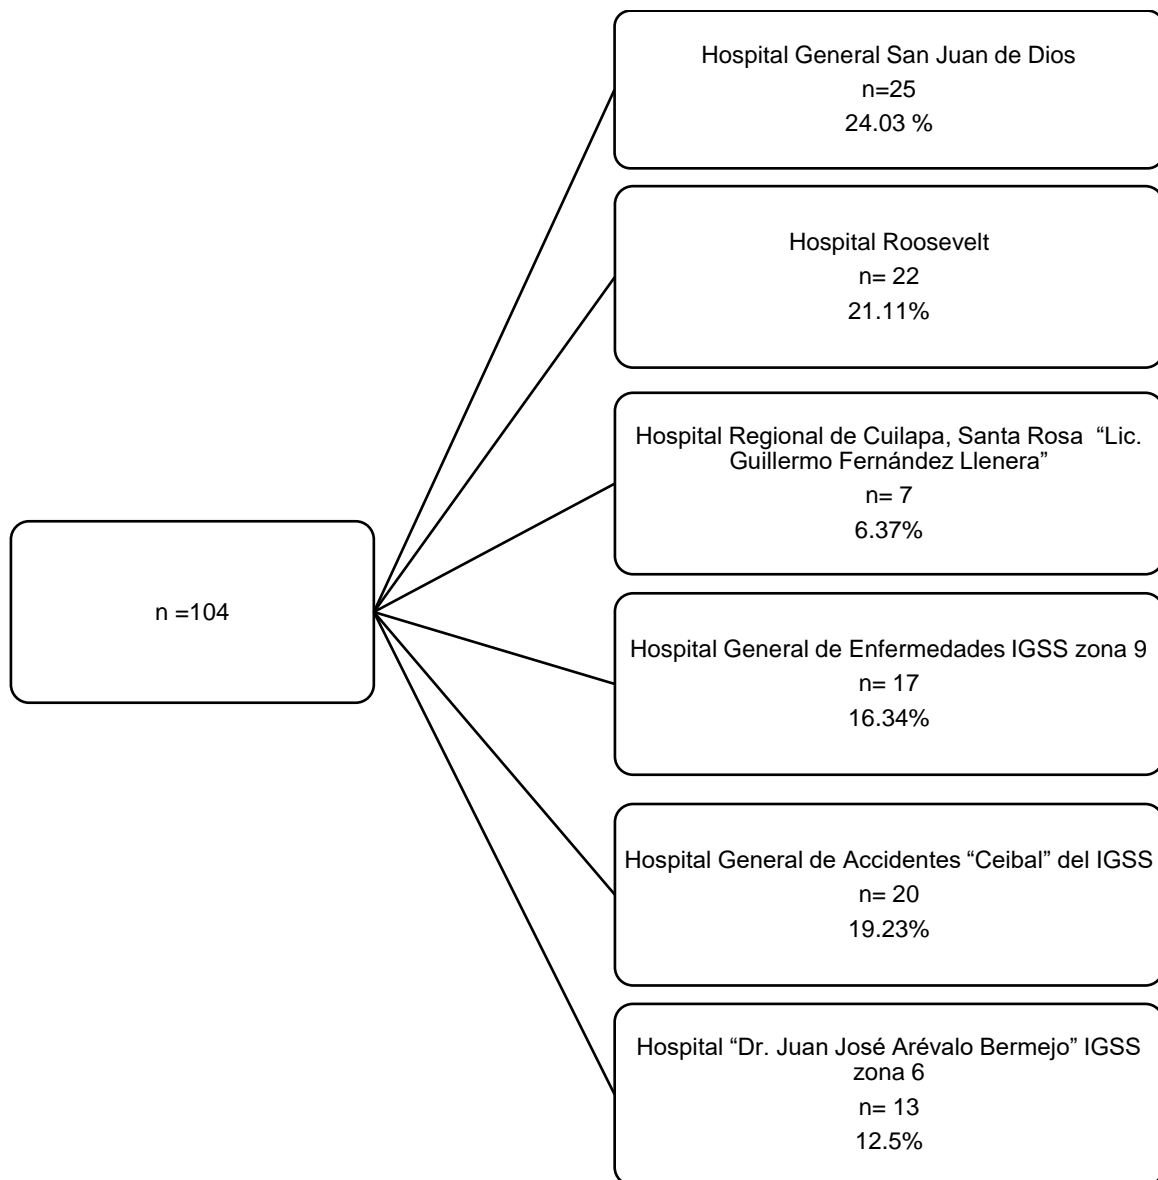 Hospital General San Juan de Dios
n=25
24.03 %
Hospital Roosevelt
n= 22
21.11%
Hospital Regional de Cuilapa, Santa Rosa  “Lic.
Guillermo Fernández Llenera”
n= 7
6.37%
n =104
Hospital General de Enfermedades IGSS zona 9
n= 17
16.34%
Hospital General de Accidentes “Ceibal” del IGSS
n= 20
19.23%
Hospital “Dr. Juan José Arévalo Bermejo” IGSS
zona 6
n= 13
12.5%